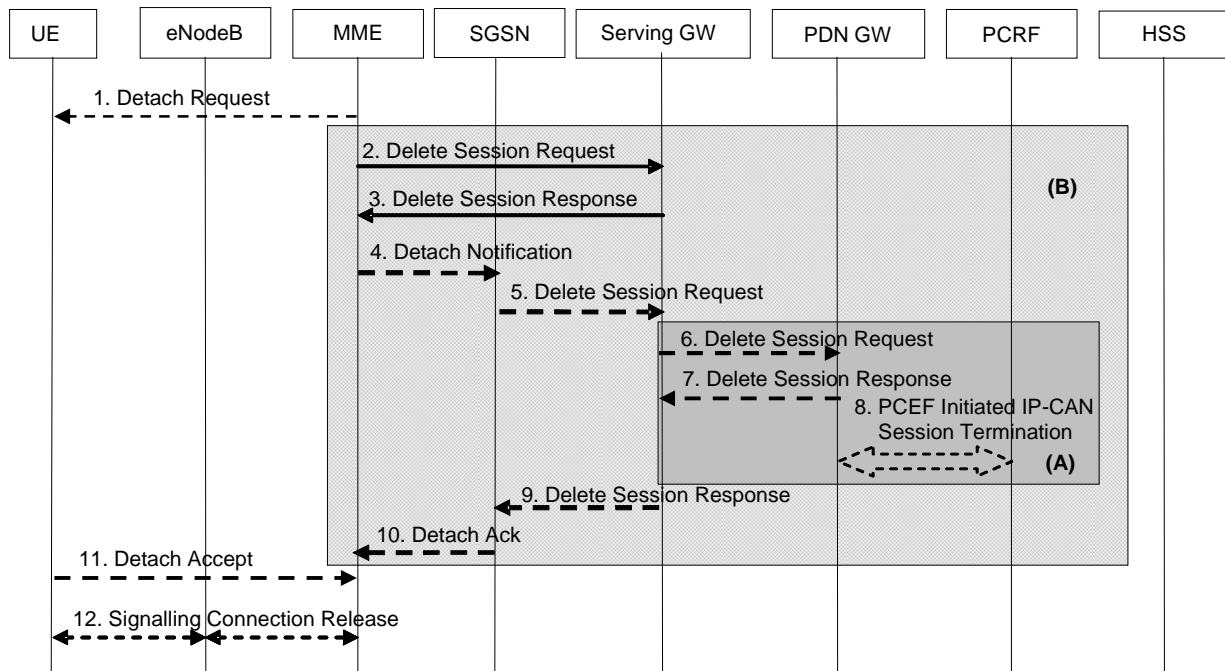 UE
eNodeB
MME
SGSN
Serving GW
PDN GW
PCRF
HSS
1. Detach Request
2. Delete Session Request
(B)
3. Delete Session Response
4. Detach Notification
5. Delete Session Request
6. Delete Session Request
7. Delete Session Response
8. PCEF Initiated IP-CAN
Session Termination
(A)
9. Delete Session Response
10. Detach Ack
11. Detach Accept
12. Signalling Connection Release